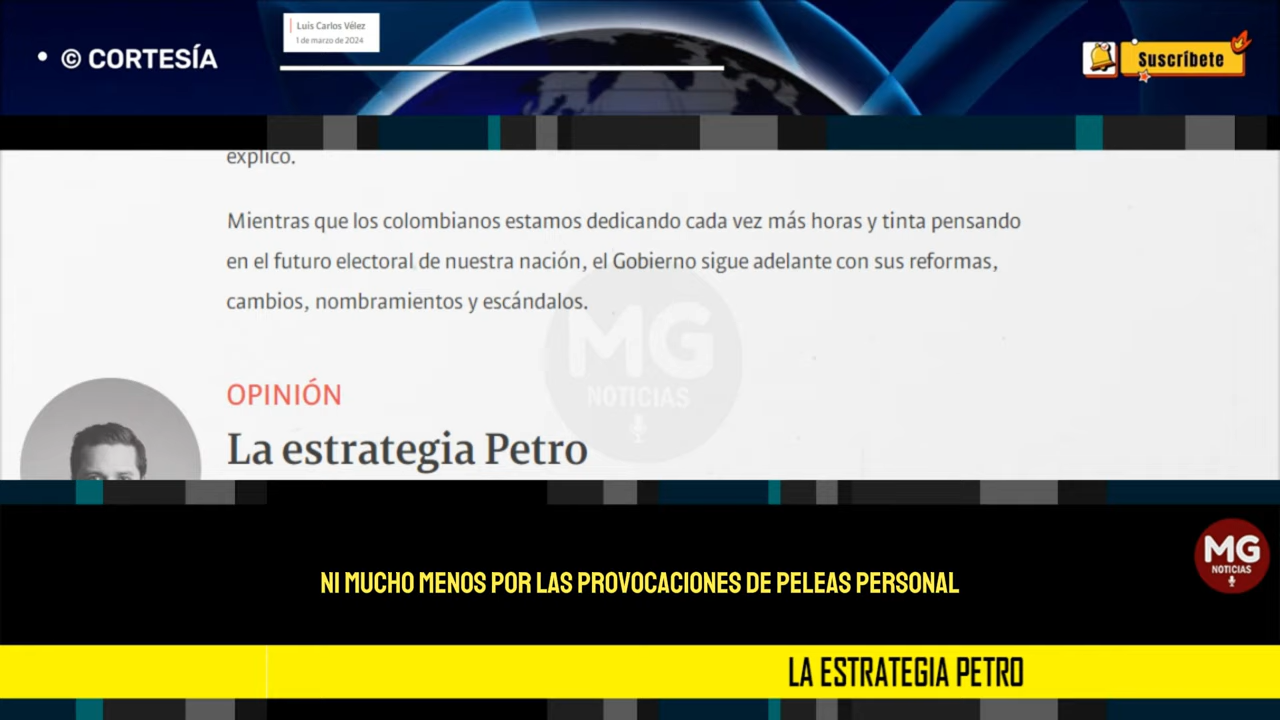 Luis Carlos Vélez
1 de marzo de 2024
• © CORTESÍA
Suscríbete
explico.
Mientras que los colombianos estamos dedicando cada vez más horas y tinta pensando
en el futuro electoral de nuestra nación, el Gobierno sigue adelante con sus reformas,
cambios, nombramientos y escándalos.
MG
NOTICIAS
OPINIÓN
La estrategia Petro
MG
NOTICIAS
NI MUCHO MENOS POR LAS PROVOCACIONES DE PELEAS PERSONAL
LA ESTRATEGIA PETRO